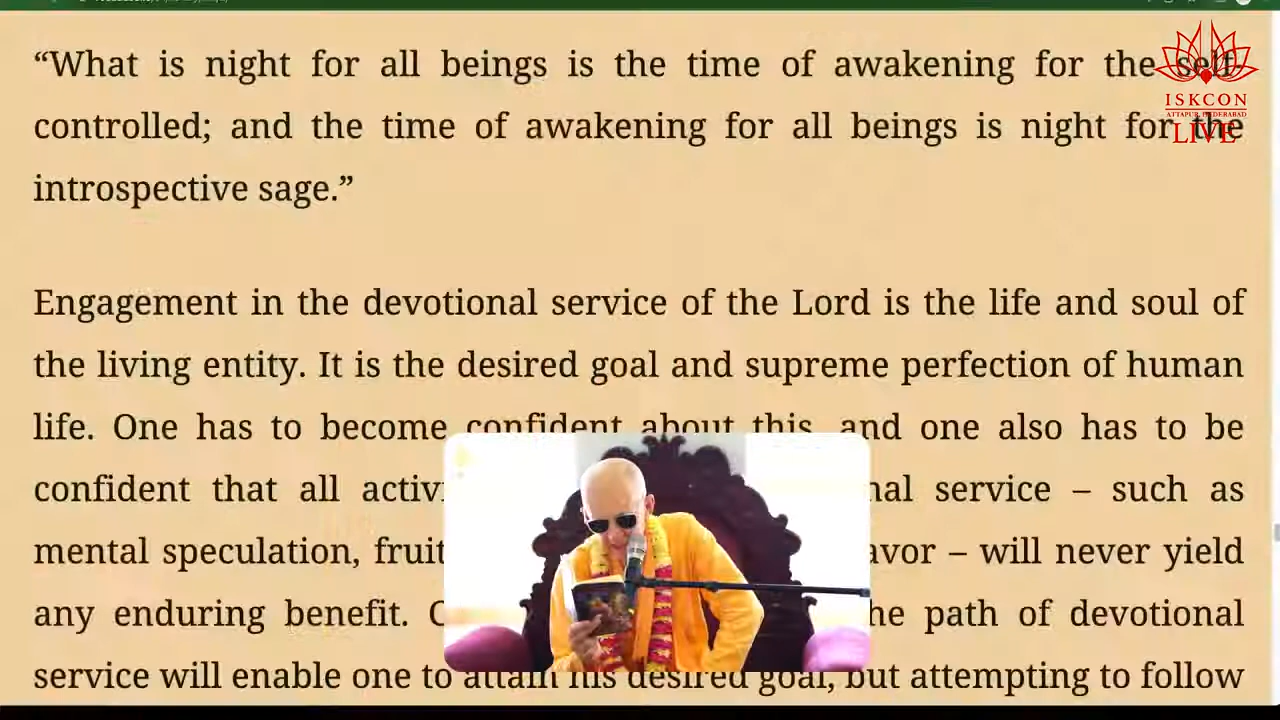 “What is night for all beings is the time of awakening for the self-
controlled; and the time of awakening for all beings is night for the
introspective sage.”
ISKCON
ATTAPUR, HYDERABAD
LIVE
Engagement in the devotional service of the Lord is the life and soul of
the living entity. It is the desired goal and supreme perfection of human
life. One has to become confident about this, and one also has to be
confident that all service – such as
mental speculation, – will never yield
any enduring benefit. path of devotional
service will enable one to attain his desired goal, but attempting to follow